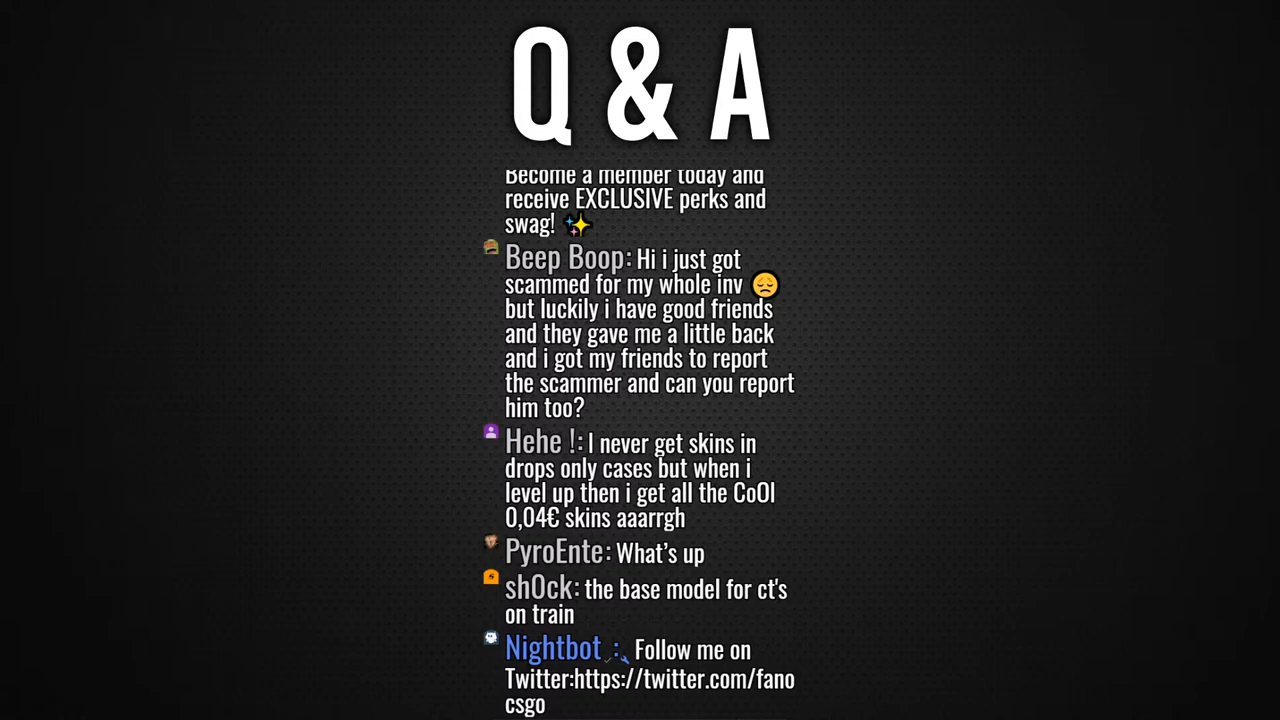 Q & A
Become a member today and
receive EXCLUSIVE perks and
swag! ✨
Beep Boop: Hi i just got
scammed for my whole inv 😞
but luckily i have good friends
and they gave me a little back
and i got my friends to report
the scammer and can you report
him too?
Hehe !: I never get skins in
drops only cases but when i
level up then i get all the CoOl
0,04€ skins aaarrgh
PyroEnte: What’s up
sh0ck: the base model for ct's
on train
Nightbot : Follow me on
Twitter:https://twitter.com/fano
csgo